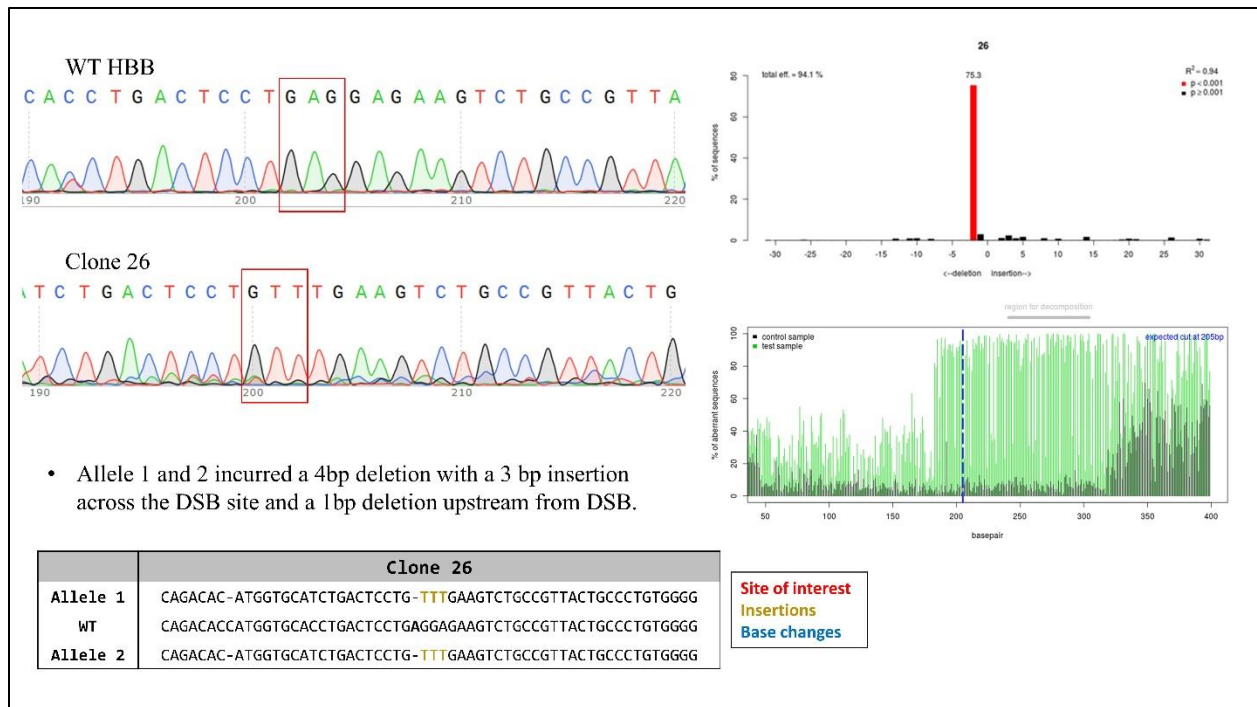 WT HBB
C A C C T G A C T C C T G A G G A G A A G T C T G C C G T T A
190 200 210 220
Clone 26
A T C T G A C T C C T G T T T G A A G T C T G C C G T T A C T G
190 200 210 220
• Allele 1 and 2 incurred a 4bp deletion with a 3 bp insertion
across the DSB site and a 1bp deletion upstream from DSB.
26
total eff. = 94.1 %
75.3
R² = 0.94
p < 0.001
p ≥ 0.001
% of sequences
80
60
40
20
0
-30 -25 -20 -15 -10 -5 0 5 10 15 20 25 30
<--deletion insertion-->
region for decomposition
control sample
test sample
expected cut at 205bp
% of aberrant sequences
100
80
60
40
20
0
50 100 150 200 250 300 350 400
basepair
Clone 26
Allele 1 CAGACAC-ATGGTGCATCTGACTCCTG-TTTGAAGTCTGCCGTTACTGCCCTGTGGGG
WT CAGACACCATGGTGCACCTGACTCCTGAGGAGAAGTCTGCCGTTACTGCCCTGTGGGG
Allele 2 CAGACAC-ATGGTGCATCTGACTCCTG-TTTGAAGTCTGCCGTTACTGCCCTGTGGGG
Site of interest
Insertions
Base changes